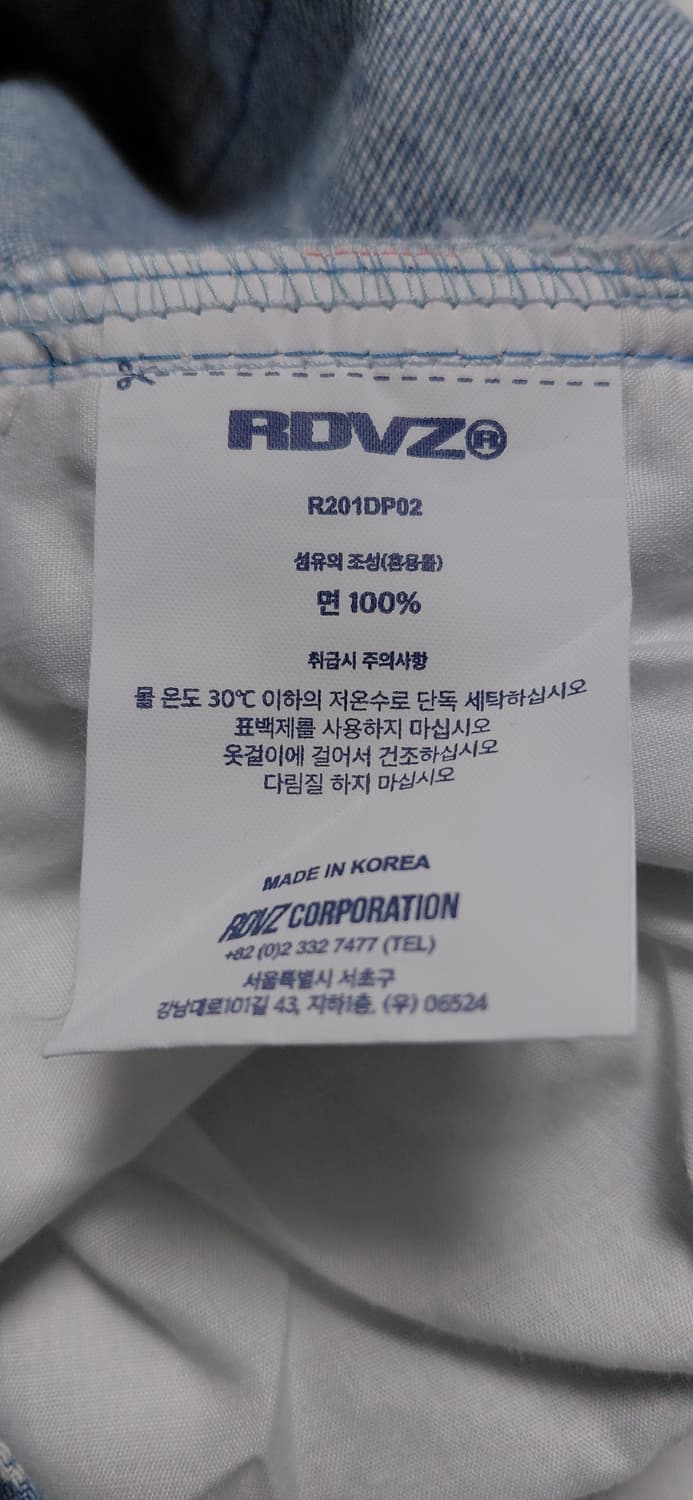 RDVZ®
R201DP02
섬유의 조성(혼용률)
면 100%
취급시 주의사항
물 온도 30℃ 이하의 저온수로 단독 세탁하십시오
표백제를 사용하지 마십시오
옷걸이에 걸어서 건조하십시오
다림질 하지 마십시오
MADE IN KOREA
RDVZ CORPORATION
+82 (0)2 332 7477 (TEL)
서울특별시 서초구
강남대로101길 43, 지하1층, (우) 06524